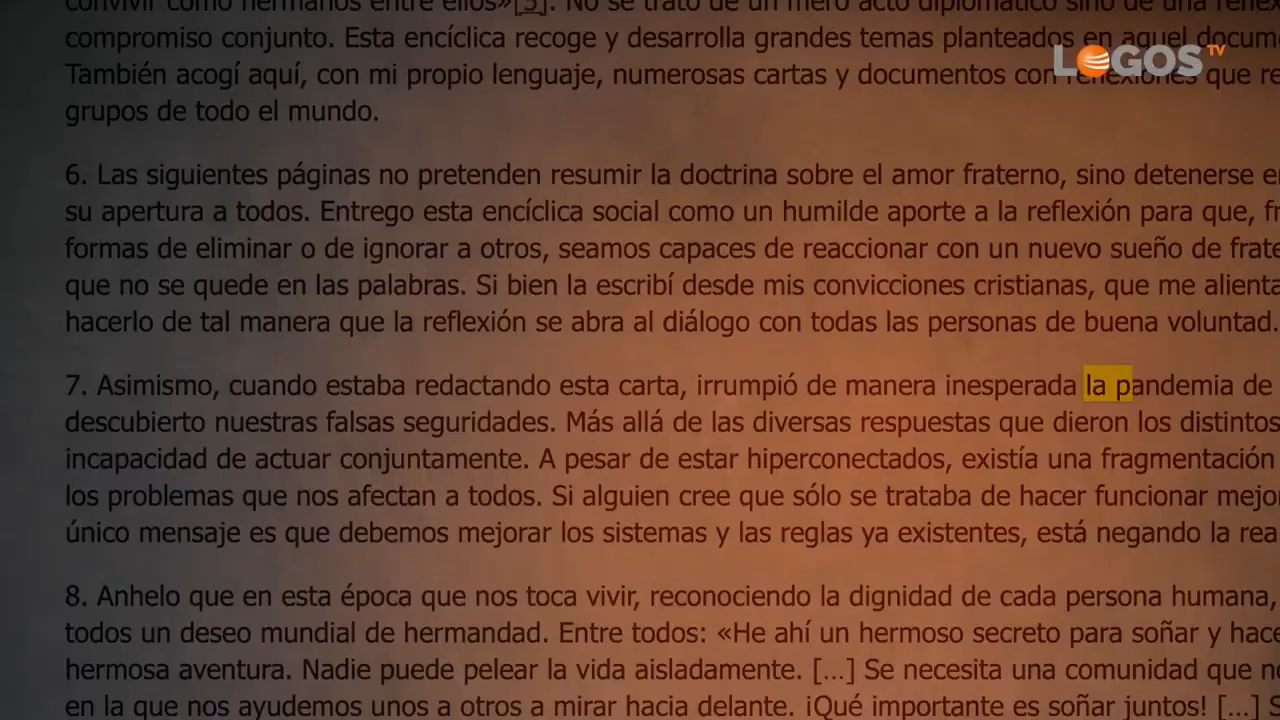 convivir como hermanos entre ellos»[5]. No se trató de un mero acto diplomático sino de una
compromiso conjunto. Esta encíclica recoge y desarrolla grandes temas planteados en aquel
LOGOS TV
También acogí aquí, con mi propio lenguaje, numerosas cartas y documentos con reflexiones que
grupos de todo el mundo.
6. Las siguientes páginas no pretenden resumir la doctrina sobre el amor fraterno, sino detenerse
su apertura a todos. Entrego esta encíclica social como un humilde aporte a la reflexión para que,
formas de eliminar o de ignorar a otros, seamos capaces de reaccionar con un nuevo sueño de
que no se quede en las palabras. Si bien la escribí desde mis convicciones cristianas, que me
hacerlo de tal manera que la reflexión se abra al diálogo con todas las personas de buena voluntad.
7. Asimismo, cuando estaba redactando esta carta, irrumpió de manera inesperada la pandemia de
descubierto nuestras falsas seguridades. Más allá de las diversas respuestas que dieron los distintos
incapacidad de actuar conjuntamente. A pesar de estar hiperconectados, existía una fragmentación
los problemas que nos afectan a todos. Si alguien cree que sólo se trataba de hacer funcionar
único mensaje es que debemos mejorar los sistemas y las reglas ya existentes, está negando la
8. Anhelo que en esta época que nos toca vivir, reconociendo la dignidad de cada persona humana,
todos un deseo mundial de hermandad. Entre todos: «He ahí un hermoso secreto para soñar y
hermosa aventura. Nadie puede pelear la vida aisladamente. […] Se necesita una comunidad que
en la que nos ayudemos unos a otros a mirar hacia delante. ¡Qué importante es soñar juntos! […]